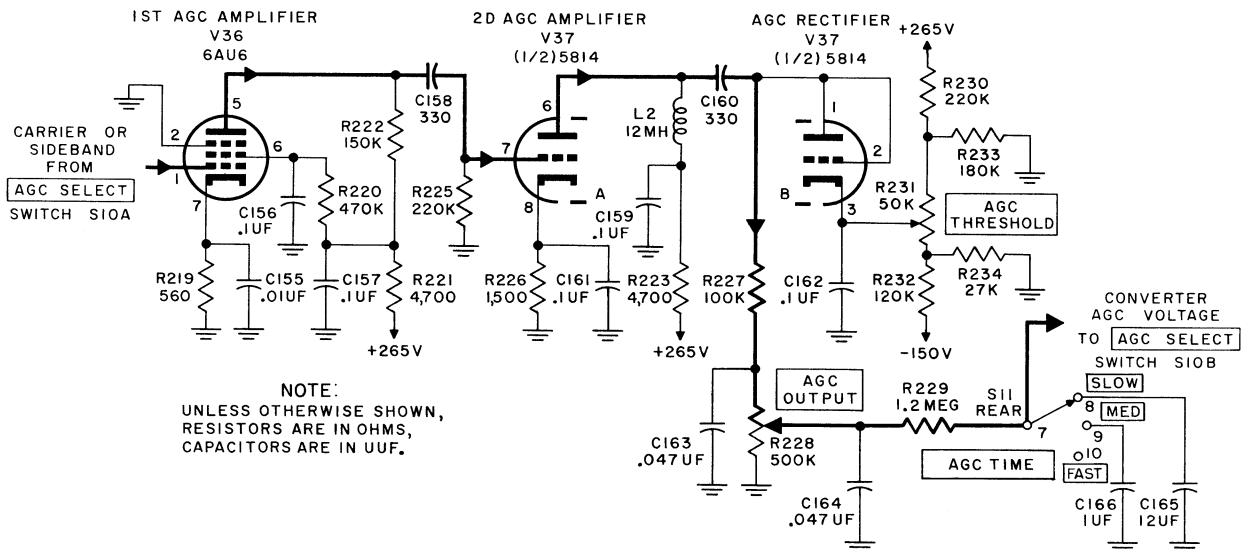 1ST AGC AMPLIFIER
V36
6AU6
2D AGC AMPLIFIER
V37
(1/2) 5814
AGC RECTIFIER
V37
(1/2) 5814
+265V
5
2
6
1
7
CARRIER OR
SIDEBAND
FROM
AGC SELECT
SWITCH S10A
C156
.1UF
R220
470K
R222
150K
C158
330
R225
220K
R219
560
C155
.01UF
C157
.1UF
R221
4,700
+265V
6
7
8
A
L2
12MH
C159
.1UF
R226
1,500
C161
.1UF
R223
4,700
+265V
C160
330
R227
100K
1
2
3
B
C162
.1UF
R230
220K
R233
180K
R231
50K
AGC
THRESHOLD
R232
120K
R234
27K
-150V
CONVERTER
AGC VOLTAGE
TO AGC SELECT
SWITCH S10B
NOTE:
UNLESS OTHERWISE SHOWN,
RESISTORS ARE IN OHMS,
CAPACITORS ARE IN UUF.
C163
.047UF
R228
500K
AGC
OUTPUT
C164
.047UF
R229
1.2 MEG
S11
REAR
7
SLOW
8
MED
9
10
FAST
AGC TIME
C166
1UF
C165
12UF